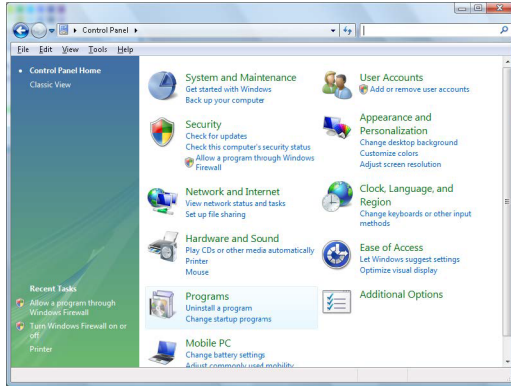 Control Panel
File Edit View Tools Help
Control Panel Home
Classic View
System and Maintenance
Get started with Windows
Back up your computer
Security
Check for updates
Check this computer's security status
Allow a program through Windows
Firewall
Network and Internet
View network status and tasks
Set up file sharing
Hardware and Sound
Play CDs or other media automatically
Printer
Mouse
Programs
Uninstall a program
Change startup programs
Mobile PC
Change battery settings
Adjust commonly used mobility
User Accounts
Add or remove user accounts
Appearance and
Personalization
Change desktop background
Customize colors
Adjust screen resolution
Clock, Language, and
Region
Change keyboards or other input
methods
Ease of Access
Let Windows suggest settings
Optimize visual display
Additional Options
Recent Tasks
Allow a program through
Windows Firewall
Turn Windows Firewall on or
off
Printer